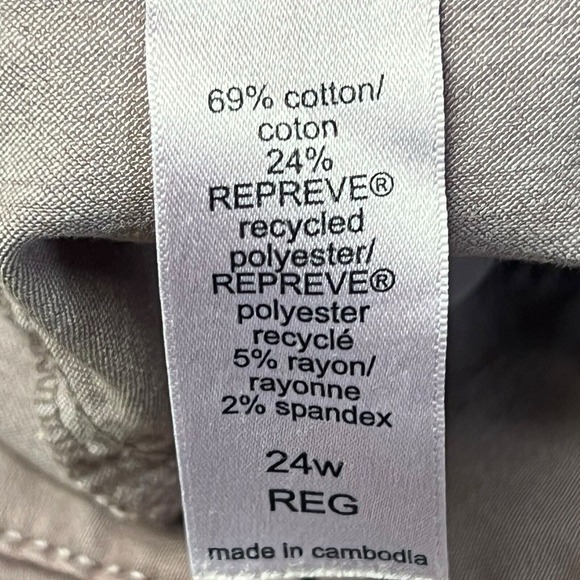 69% cotton/
coton
24%
REPREVE®
recycled
polyester/
REPREVE®
polyester
recyclé
5% rayon/
rayonne
2% spandex
24w
REG
made in cambodia